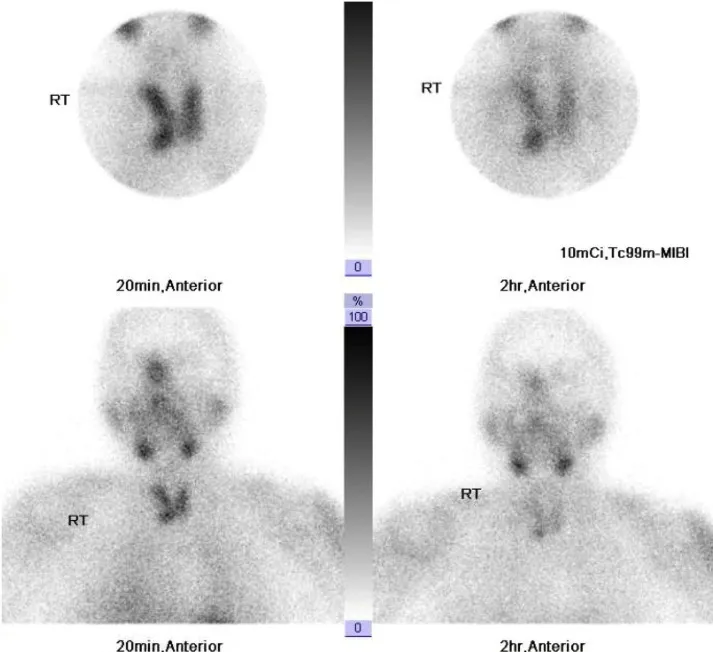 RT
RT
10mCi,Tc99m-MIBI
0
20min,Anterior
2hr,Anterior
%
100
RT
RT
0
20min,Anterior
2hr,Anterior